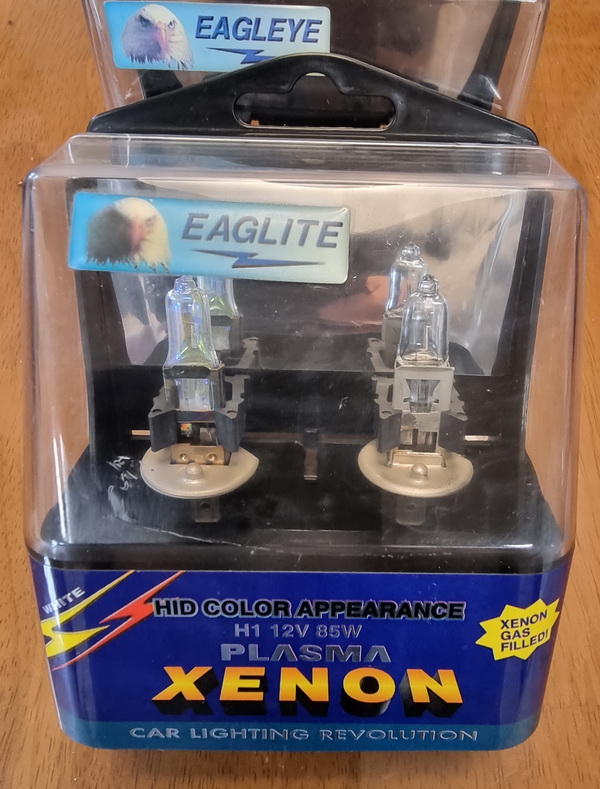 EAGLEYE
EAGLITE
WHITE
HID COLOR APPEARANCE
H1 12V 85W
PLASMA
XENON
XENON
GAS
FILLED!
CAR LIGHTING REVOLUTION